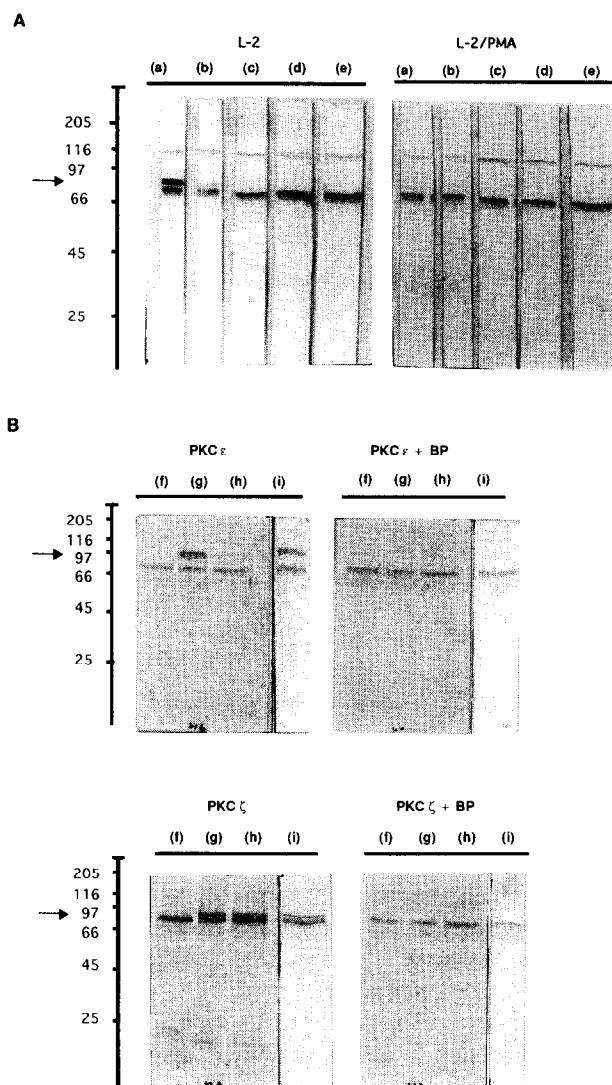 A
L-2
L-2/PMA
(a) (b) (c) (d) (e)
(a) (b) (c) (d) (e)
205
116
97
66
45
25
B
PKC ε
PKC ε + BP
(f) (g) (h) (i)
(f) (g) (h) (i)
205
116
97
66
45
25
PKC ζ
PKC ζ + BP
(f) (g) (h) (i)
(f) (g) (h) (i)
205
116
97
66
45
25